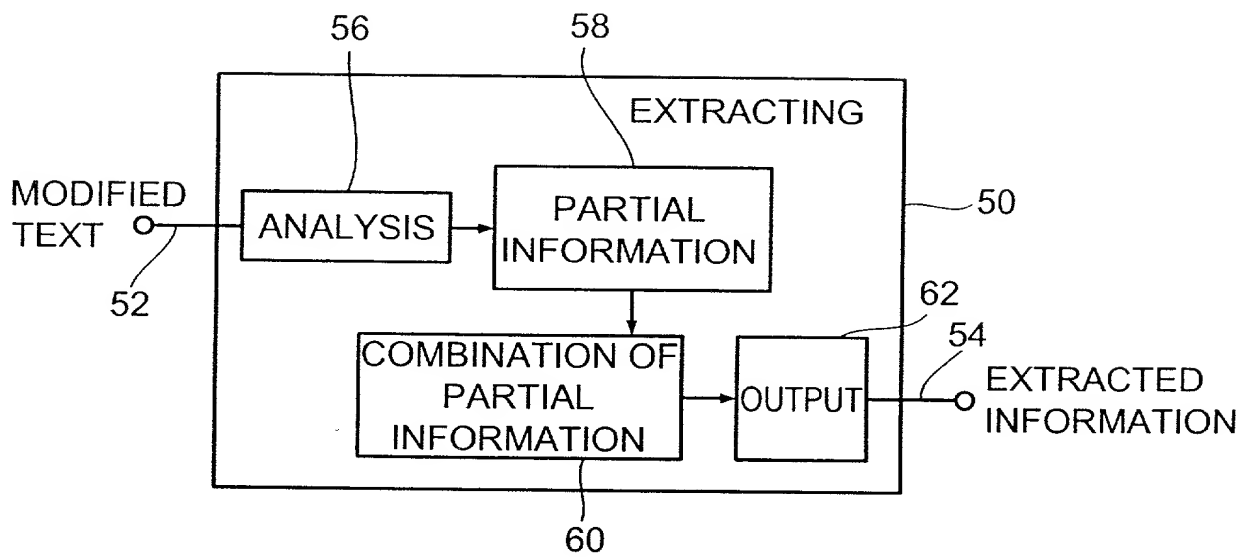 56
58
EXTRACTING
MODIFIED
TEXT
ANALYSIS
PARTIAL
INFORMATION
50
52
62
54
COMBINATION OF
PARTIAL
INFORMATION
OUTPUT
EXTRACTED
INFORMATION
60